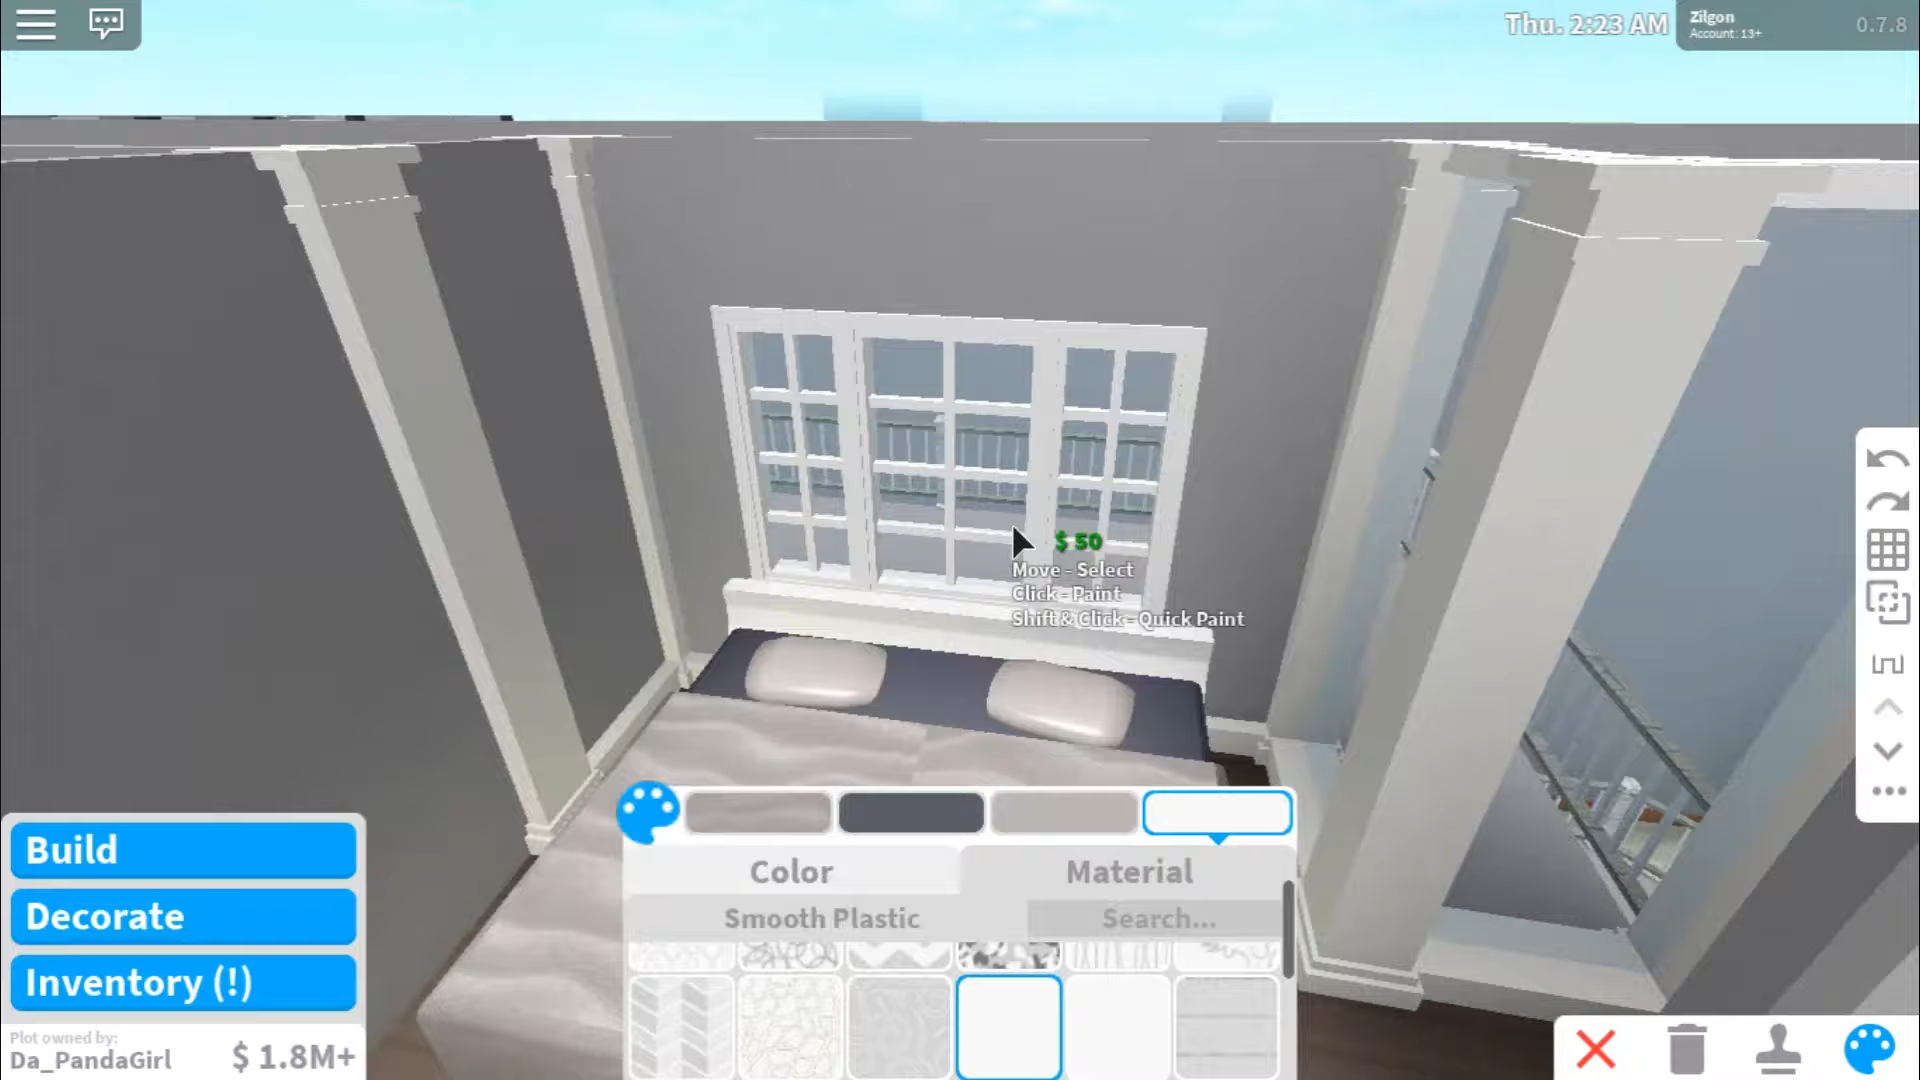 Thu. 2:23 AM
Zilgon
Account: 13+
0.7.8
$ 50
Move - Select
Click - Paint
Shift & Click - Quick Paint
Build
Decorate
Inventory (!)
Plot owned by:
Da_PandaGirl
$ 1.8M+
Color
Material
Smooth Plastic
Search...